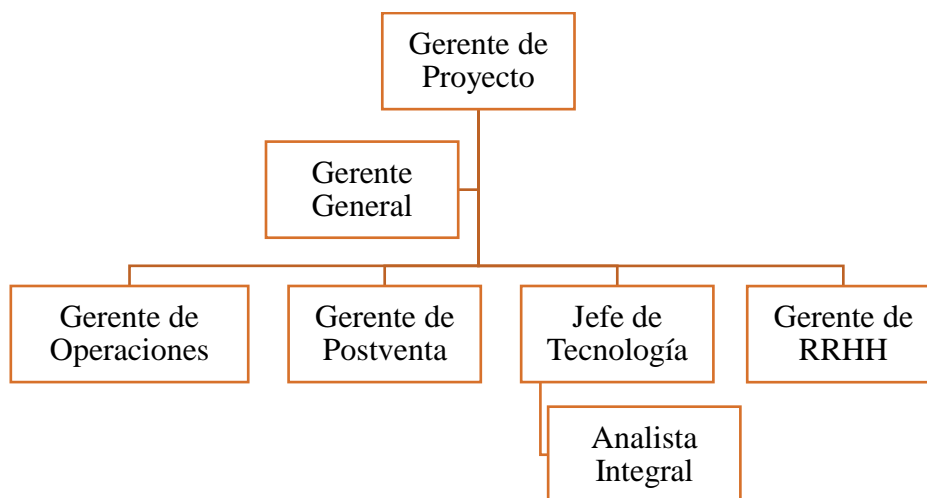 Gerente de
Proyecto
Gerente
General
Gerente de
Operaciones
Gerente de
Postventa
Jefe de
Tecnología
Gerente de
RRHH
Analista
Integral